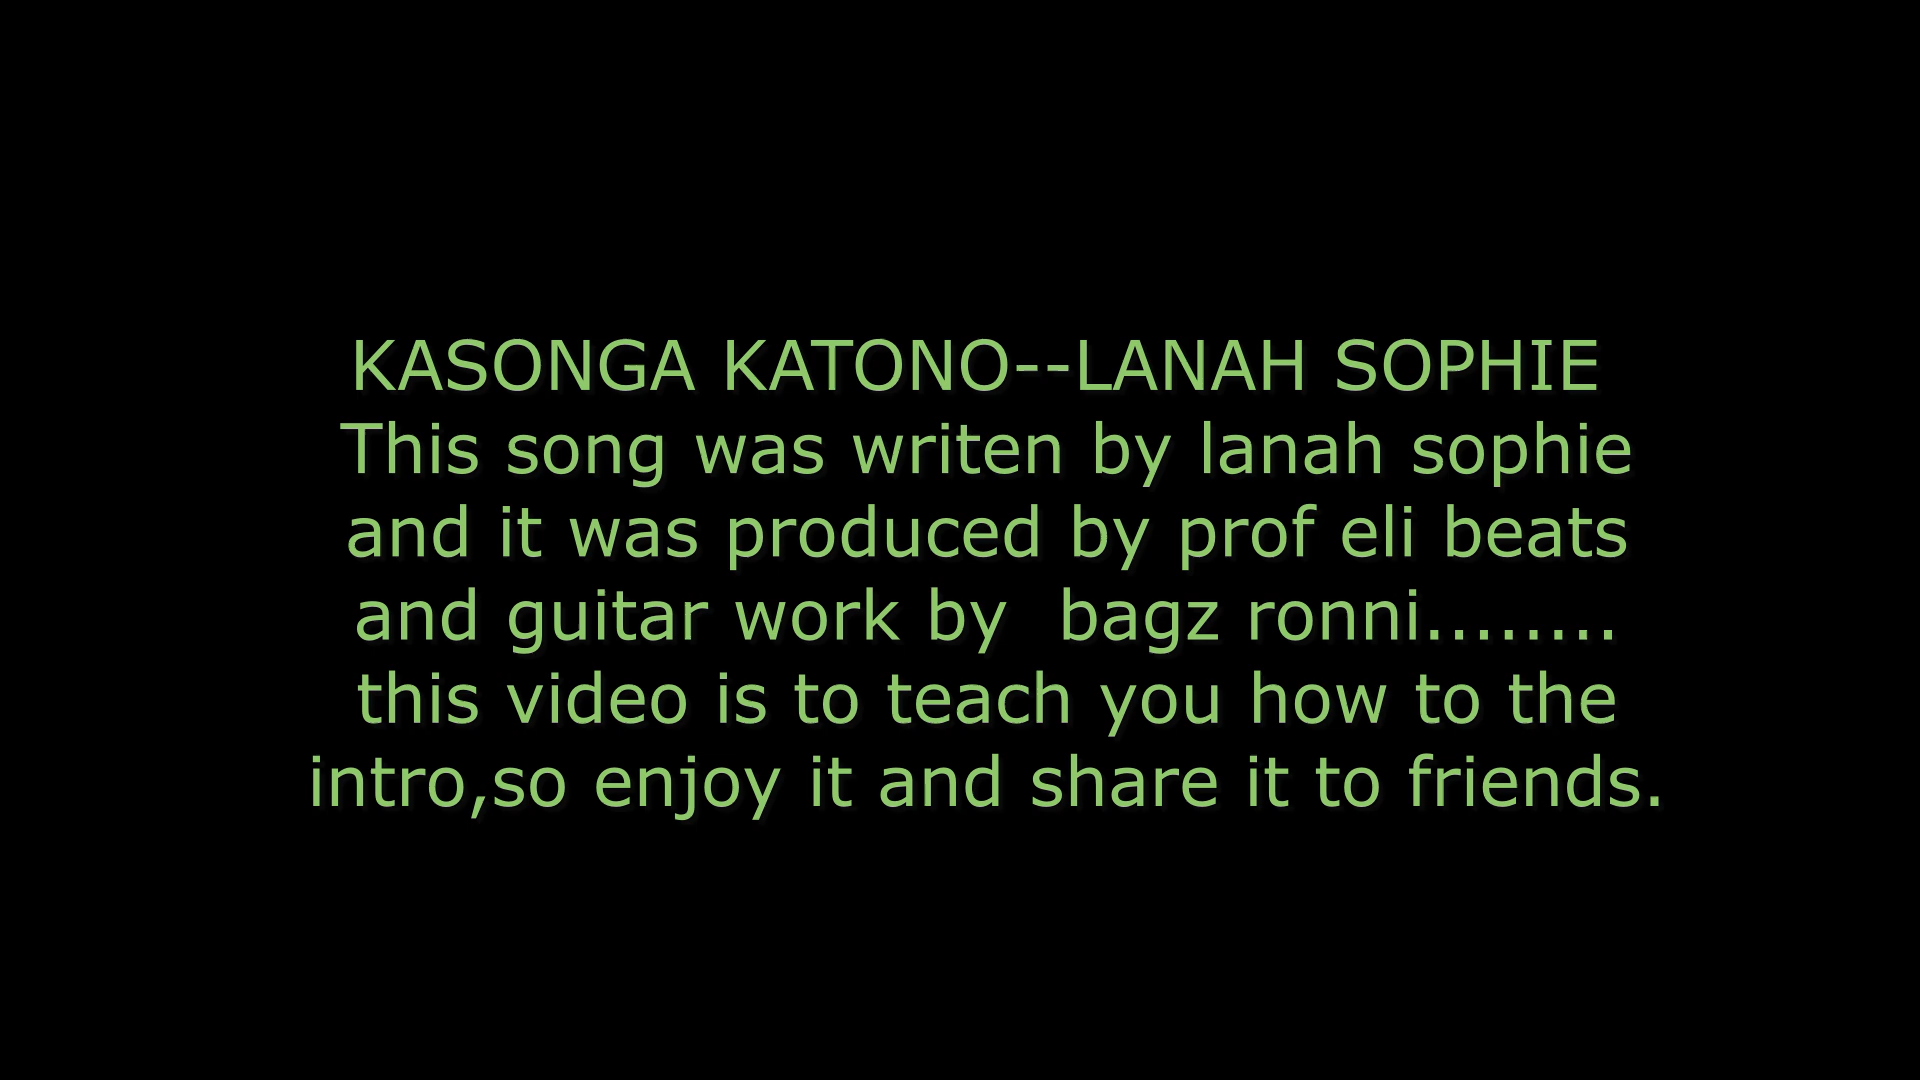 KASONGA KATONO--LANAH SOPHIE
This song was writen by lanah sophie
and it was produced by prof eli beats
and guitar work by  bagz ronni........
this video is to teach you how to the
intro,so enjoy it and share it to friends.